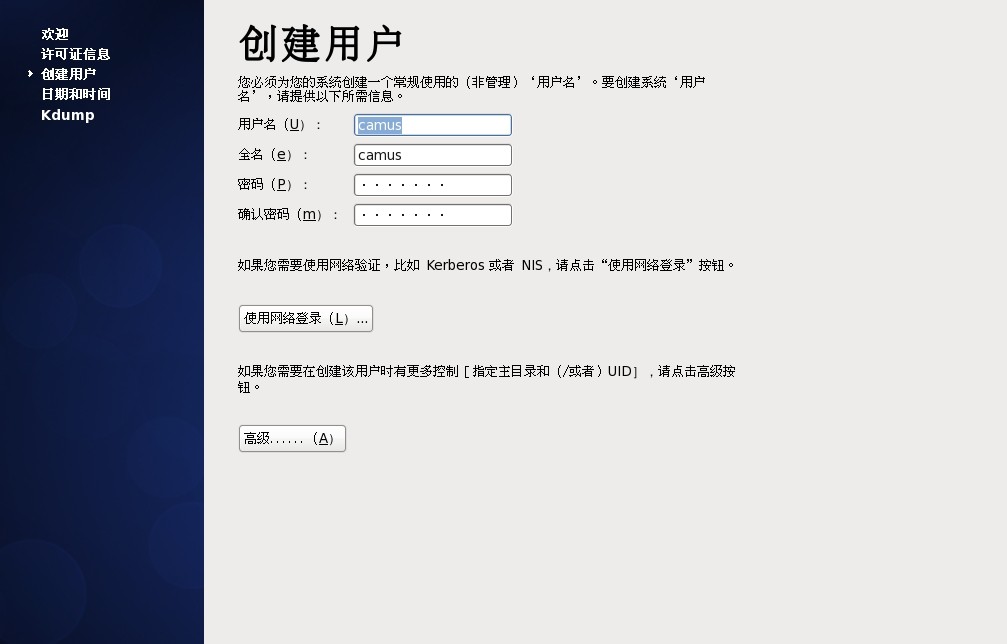 欢迎
许可证信息
创建用户
日期和时间
Kdump
创建用户
您必须为您的系统创建一个常规使用的（非管理）‘用户名’。要创建系统‘用户
名’，请提供以下所需信息。
用户名（U）： camus
全名（e）： camus
密码（P）： ·······
确认密码（m）： ·······
如果您需要使用网络验证，比如 Kerberos 或者 NIS，请点击“使用网络登录”按钮。
使用网络登录（L）...
如果您需要在创建该用户时有更多控制［指定主目录和（/或者）UID］，请点击高级按
钮。
高级......（A）